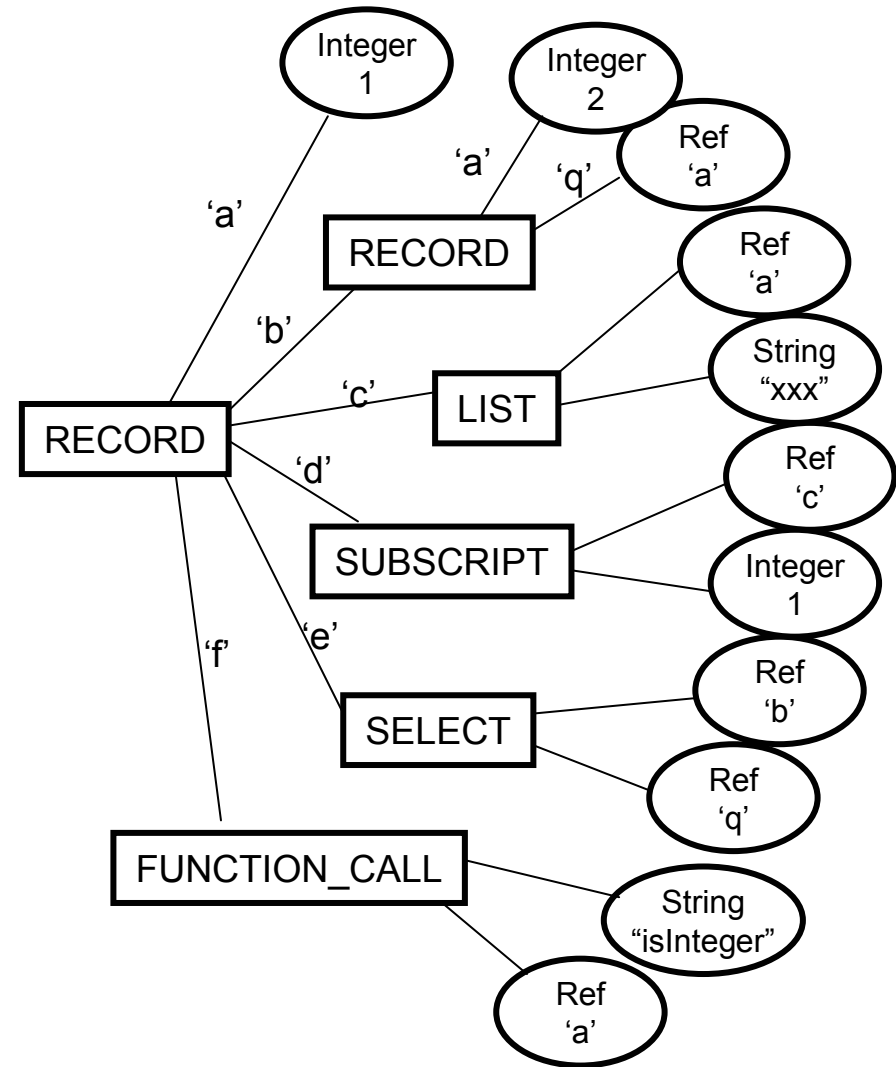 Integer
1
Integer
2
‘a’
Ref
‘a’
‘q’
‘a’
RECORD
Ref
‘a’
‘b’
String
“xxx”
‘c’
LIST
RECORD
Ref
‘c’
‘d’
SUBSCRIPT
Integer
1
‘e’
‘f’
Ref
‘b’
SELECT
Ref
‘q’
FUNCTION_CALL
String
“isInteger”
Ref
‘a’